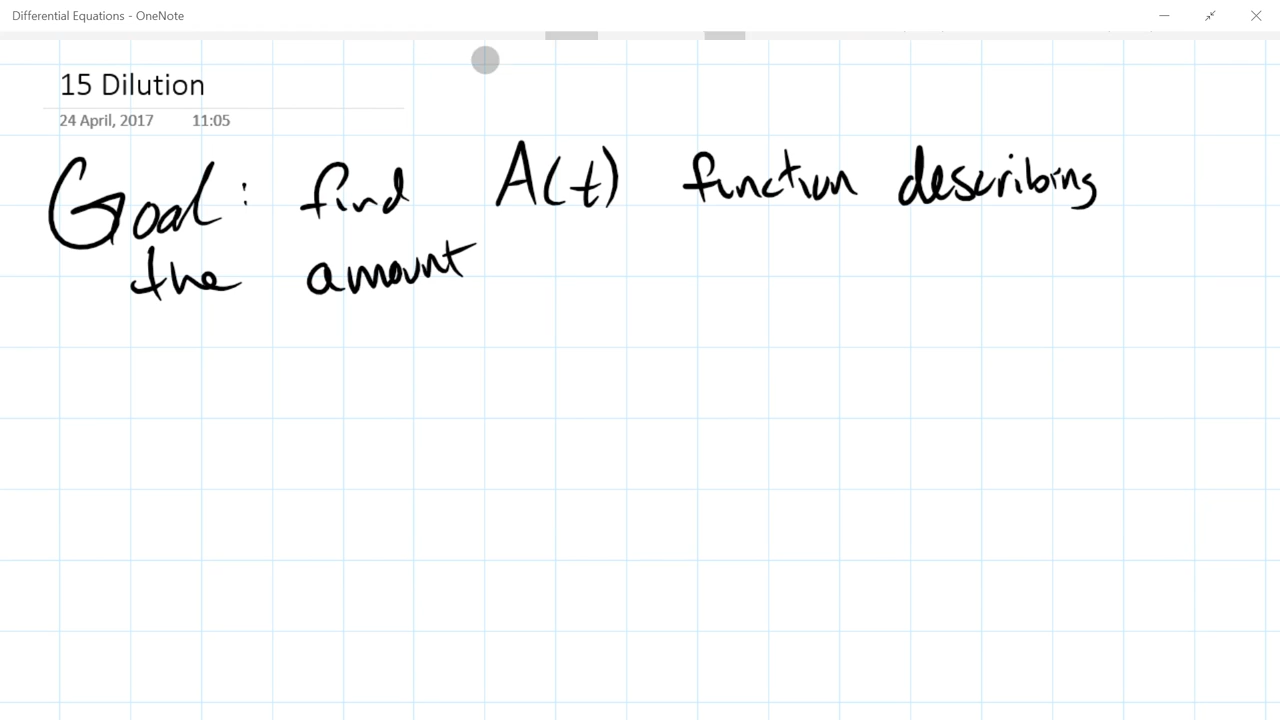 Differential Equations - OneNote
15 Dilution
24 April, 2017 11:05
Goal: find A(t) function describing
the amount